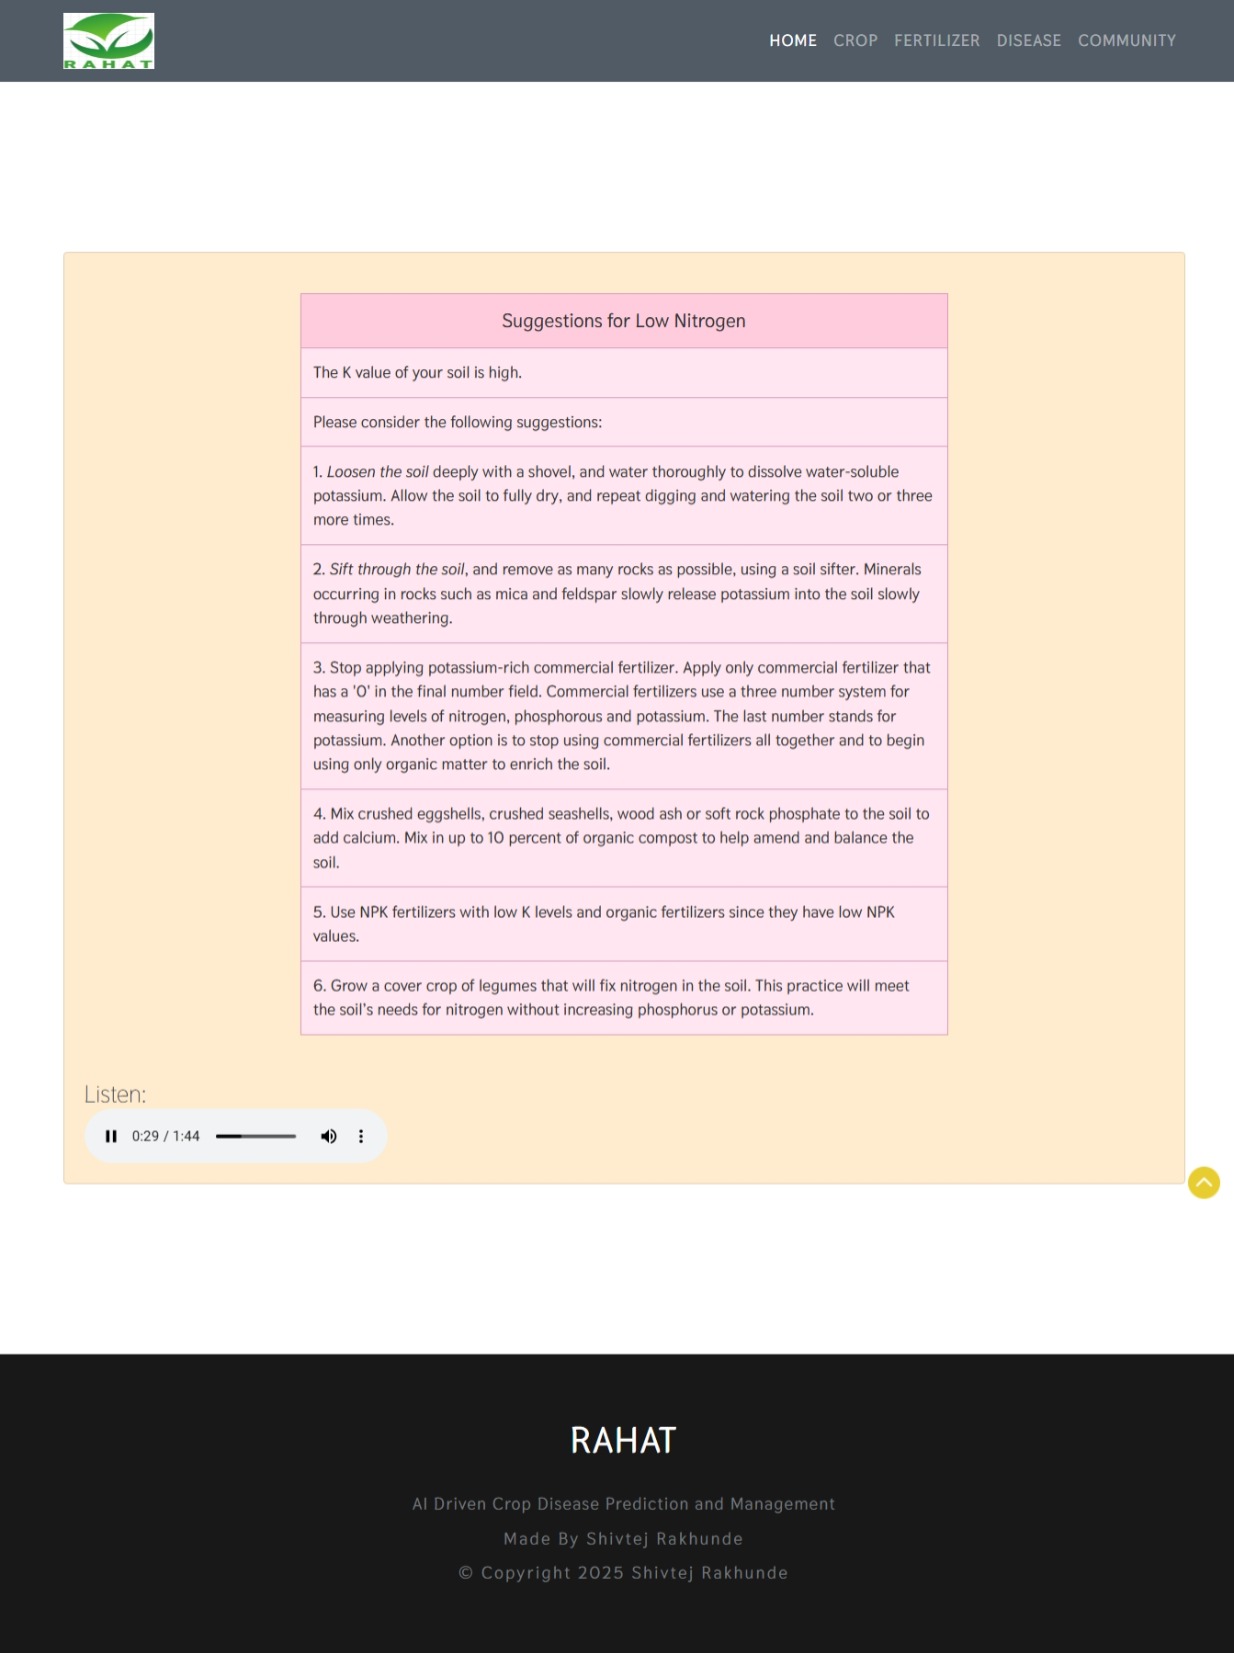 RAHAT
HOME CROP FERTILIZER DISEASE COMMUNITY
Suggestions for Low Nitrogen
The K value of your soil is high.
Please consider the following suggestions:
1. Loosen the soil deeply with a shovel, and water thoroughly to dissolve water-soluble
potassium. Allow the soil to fully dry, and repeat digging and watering the soil two or three
more times.
2. Sift through the soil, and remove as many rocks as possible, using a soil sifter. Minerals
occurring in rocks such as mica and feldspar slowly release potassium into the soil slowly
through weathering.
3. Stop applying potassium-rich commercial fertilizer. Apply only commercial fertilizer that
has a '0' in the final number field. Commercial fertilizers use a three number system for
measuring levels of nitrogen, phosphorous and potassium. The last number stands for
potassium. Another option is to stop using commercial fertilizers all together and to begin
using only organic matter to enrich the soil.
4. Mix crushed eggshells, crushed seashells, wood ash or soft rock phosphate to the soil to
add calcium. Mix in up to 10 percent of organic compost to help amend and balance the
soil.
5. Use NPK fertilizers with low K levels and organic fertilizers since they have low NPK
values.
6. Grow a cover crop of legumes that will fix nitrogen in the soil. This practice will meet
the soil's needs for nitrogen without increasing phosphorus or potassium.
Listen:
0:29 / 1:44
RAHAT
AI Driven Crop Disease Prediction and Management
Made By Shivtej Rakhunde
© Copyright 2025 Shivtej Rakhunde